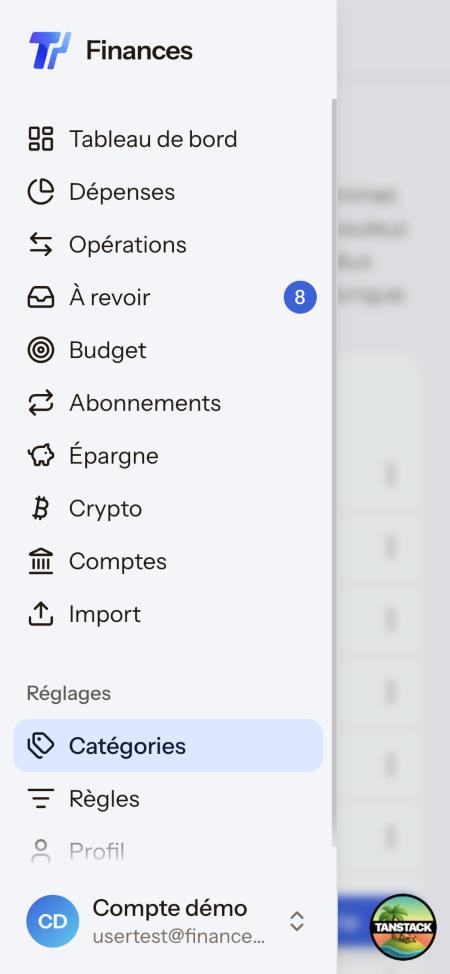 Finances
Tableau de bord
Dépenses
Opérations
À revoir
8
Budget
Abonnements
Épargne
Crypto
Comptes
Import
Réglages
Catégories
Règles
Profil
CD
Compte démo
usertest@finance...
TANSTACK